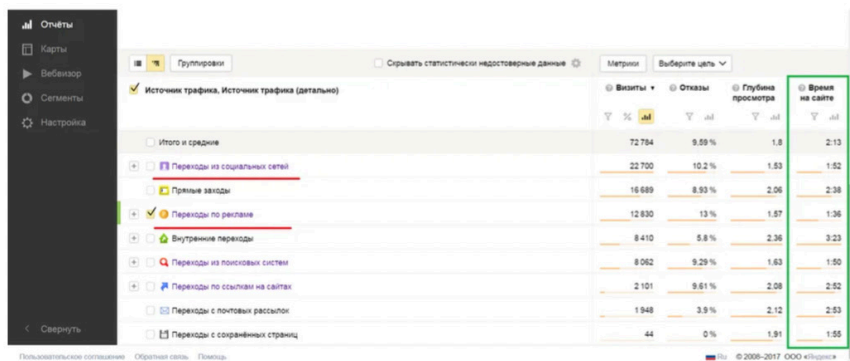 Отчёты
Карты
Вебвизор
Сегменты
Настройка
Свернуть
Группировки
Скрывать статистически недостоверные данные
Метрики
Выберите цель
Источник трафика, Источник трафика (детально)
Визиты
Отказы
Глубина просмотра
Время на сайте
%
Итого и средние 72 784 9,59 % 1,8 2:13
Переходы из социальных сетей 22 700 10,2 % 1,53 1:52
Прямые заходы 16 689 8,93 % 2,06 2:38
Переходы по рекламе 12 830 13 % 1,57 1:36
Внутренние переходы 8 410 5,8 % 2,36 3:23
Переходы из поисковых систем 8 062 9,29 % 1,63 1:50
Переходы по ссылкам на сайтах 2 101 9,61 % 2,08 2:52
Переходы с почтовых рассылок 1 948 3,9 % 2,12 2:53
Переходы с сохранённых страниц 44 0 % 1,91 1:55
Пользовательское соглашение Обратная связь Помощь Ru © 2008–2017 ООО «Яндекс»